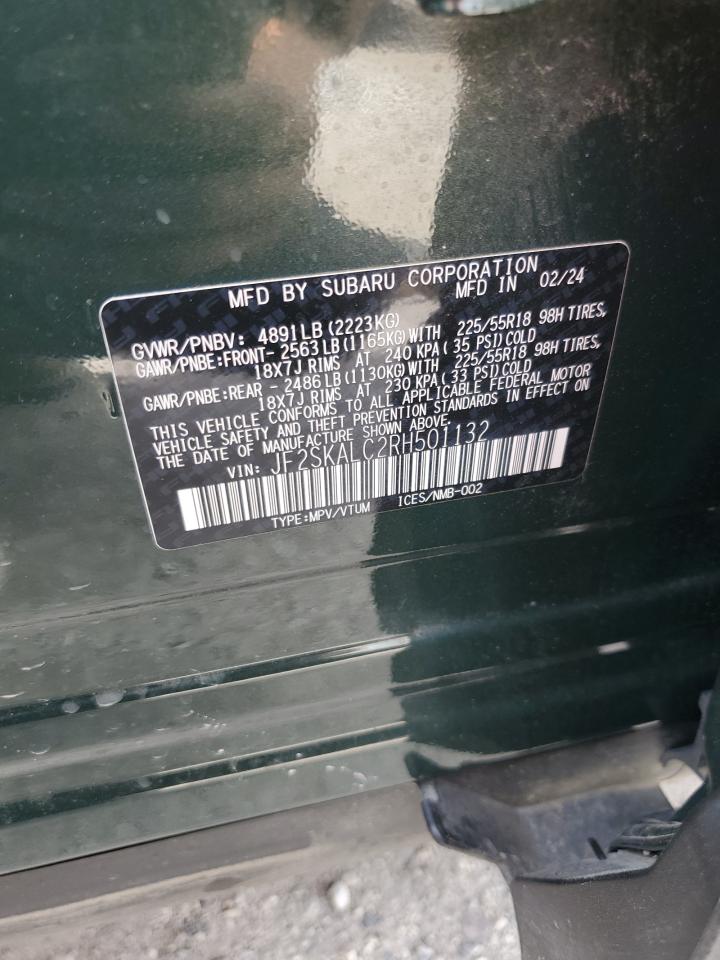 MFD BY SUBARU CORPORATION
MFD IN 02/24
GVWR/PNBV: 4891LB (2223KG)
GAWR/PNBE:FRONT- 2563LB(1165KG)WITH 225/55R18 98H TIRES,
18X7J RIMS AT 240 KPA (35 PSI)COLD
GAWR/PNBE:REAR - 2486LB(1130KG)WITH 225/55R18 98H TIRES,
18X7J RIMS AT 230 KPA (33 PSI)COLD
THIS VEHICLE CONFORMS TO ALL APPLICABLE FEDERAL MOTOR
VEHICLE SAFETY AND THEFT PREVENTION STANDARDS IN EFFECT ON
THE DATE OF MANUFACTURE SHOWN ABOVE.
VIN: JF2SKALC2RH501132
TYPE:MPV/VTUM ICES/NMB-002